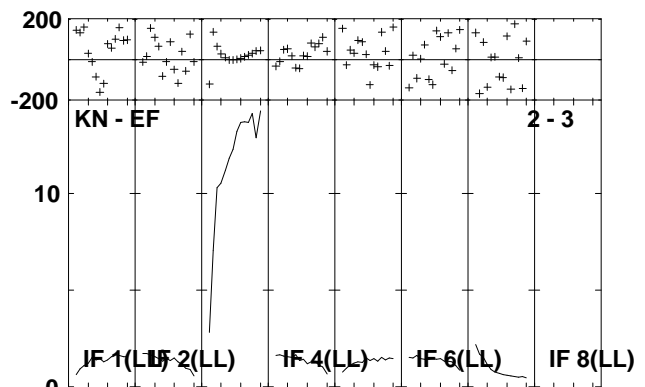 200
-200
KN - EF 2 - 3
10
IF 1(LL) IF 2(LL) IF 4(LL) IF 6(LL) IF 8(LL)
0